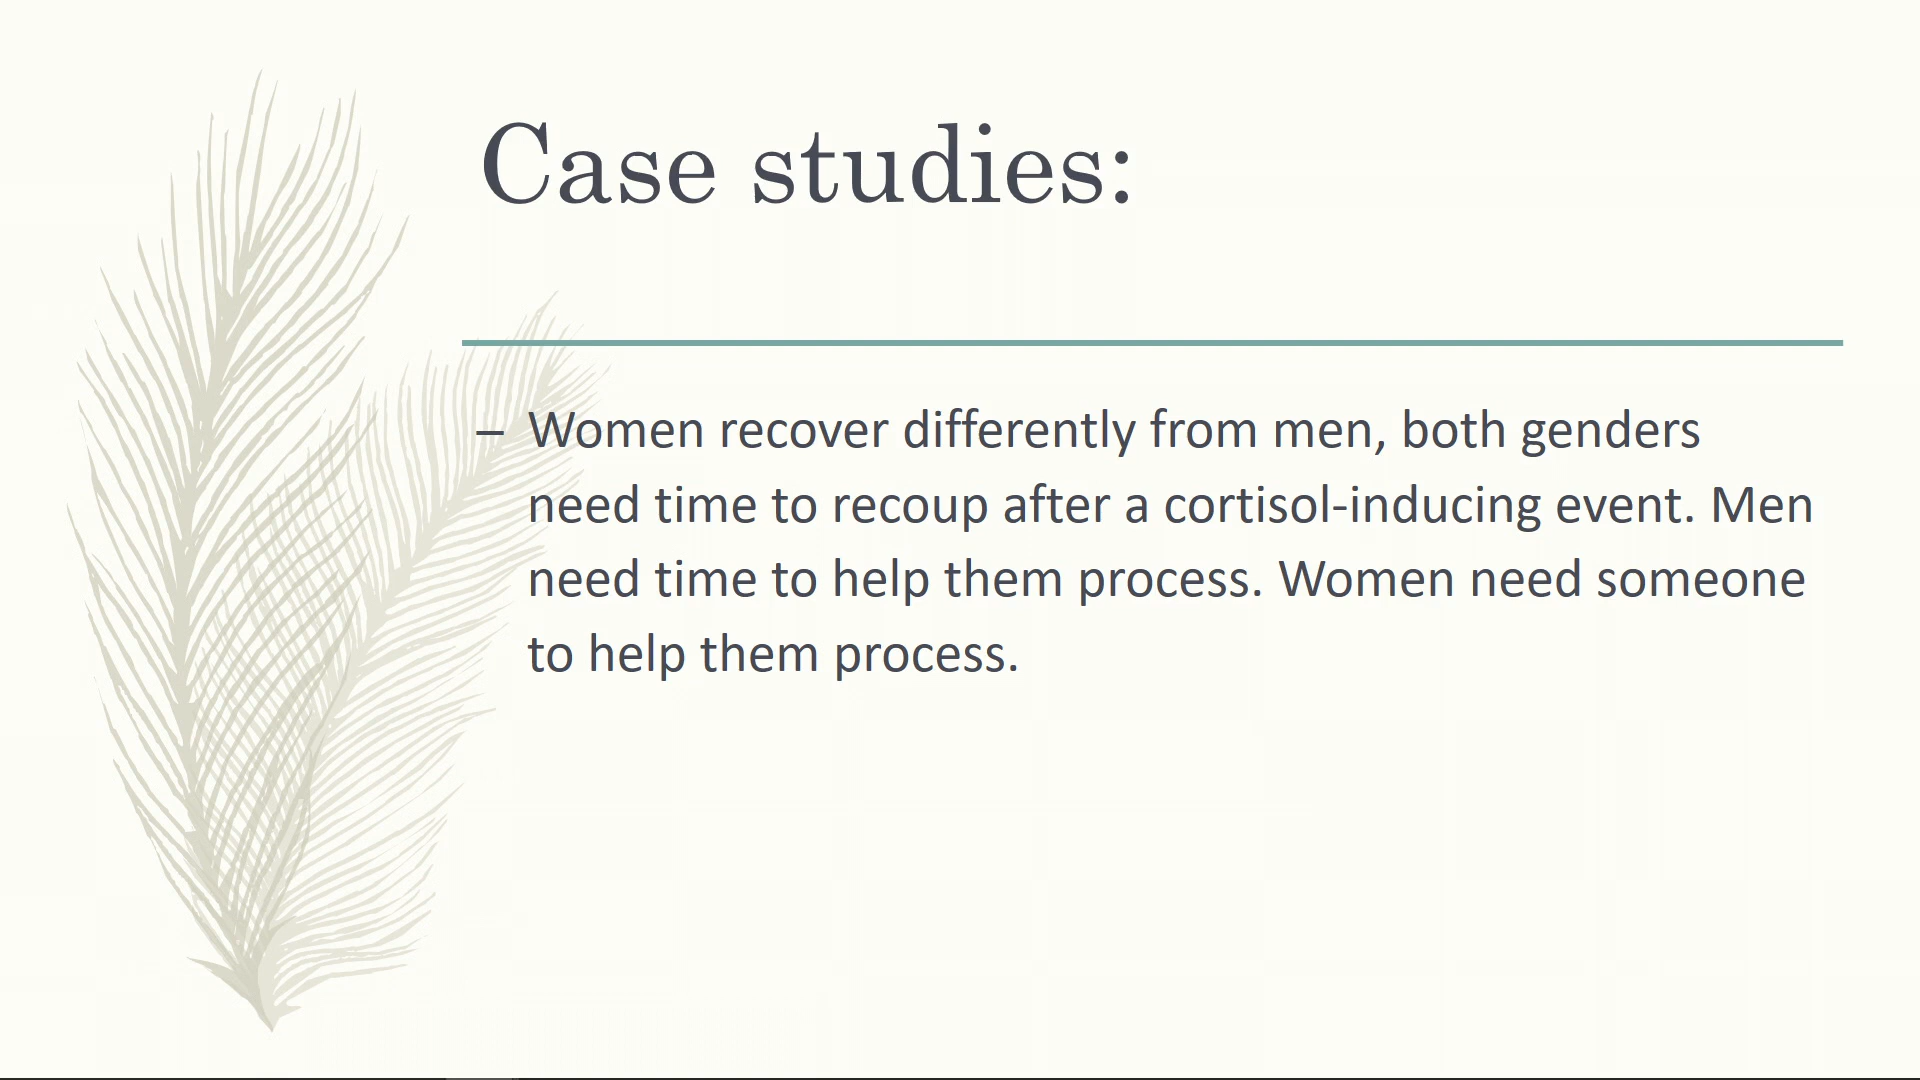 Case studies:
– Women recover differently from men, both genders
need time to recoup after a cortisol-inducing event. Men
need time to help them process. Women need someone
to help them process.